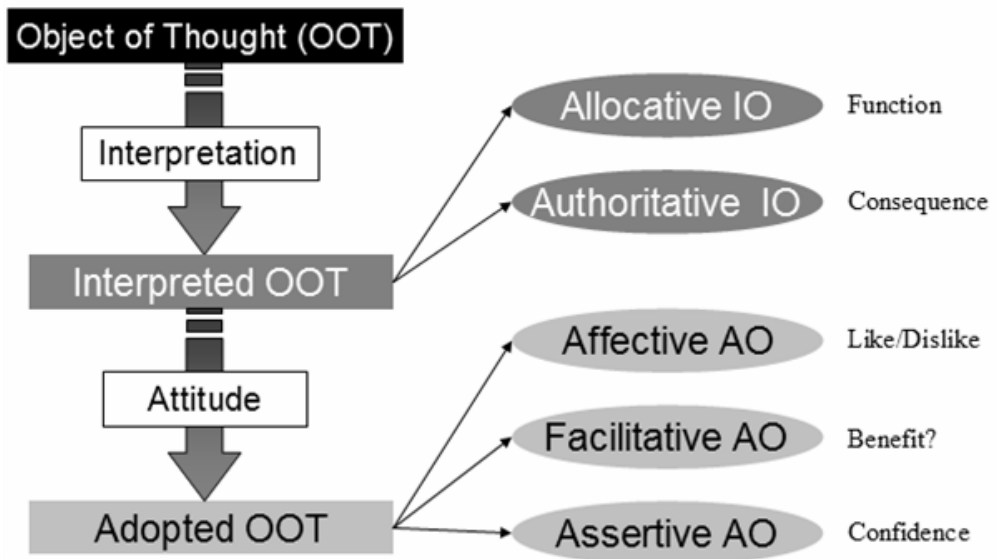 Object of Thought (OOT)
Allocative IO
Function
Interpretation
Authoritative IO
Consequence
Interpreted OOT
Affective AO
Like/Dislike
Attitude
Facilitative AO
Benefit?
Adopted OOT
Assertive AO
Confidence